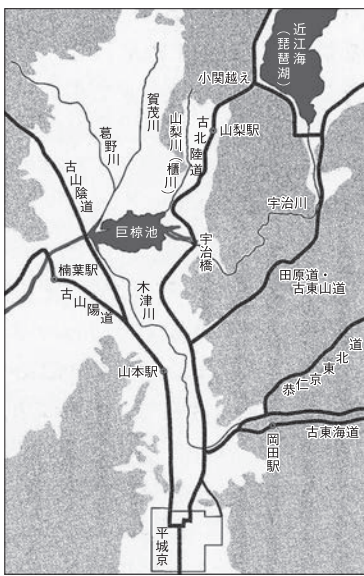 近江海
（琵琶湖）
小関越え
賀茂川
山梨川（櫃川）
古北陸道
山梨駅
葛野川
古山陰道
宇治川
巨椋池
宇治橋
田原道・
古東山道
楠葉駅
古山陽道
木津川
山本駅
恭仁京東北道
岡田駅
古東海道
平城京